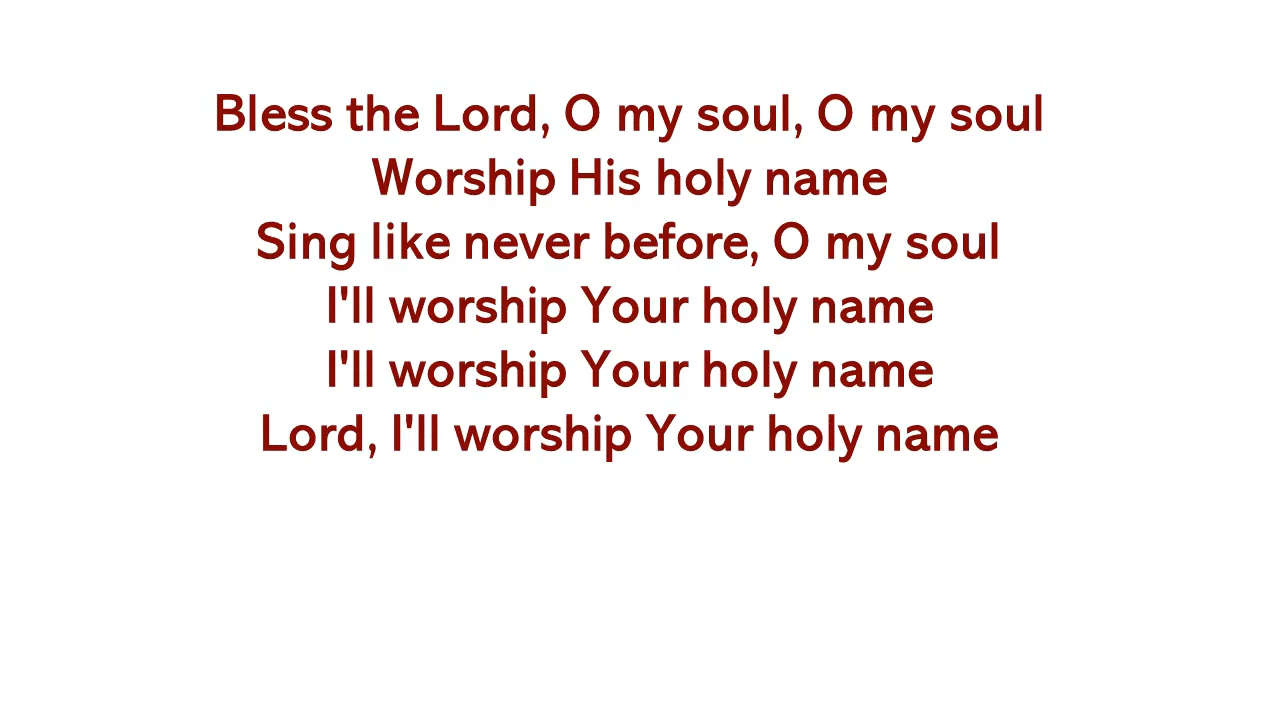 Bless the Lord, O my soul, O my soul
Worship His holy name
Sing like never before, O my soul
I'll worship Your holy name
I'll worship Your holy name
Lord, I'll worship Your holy name